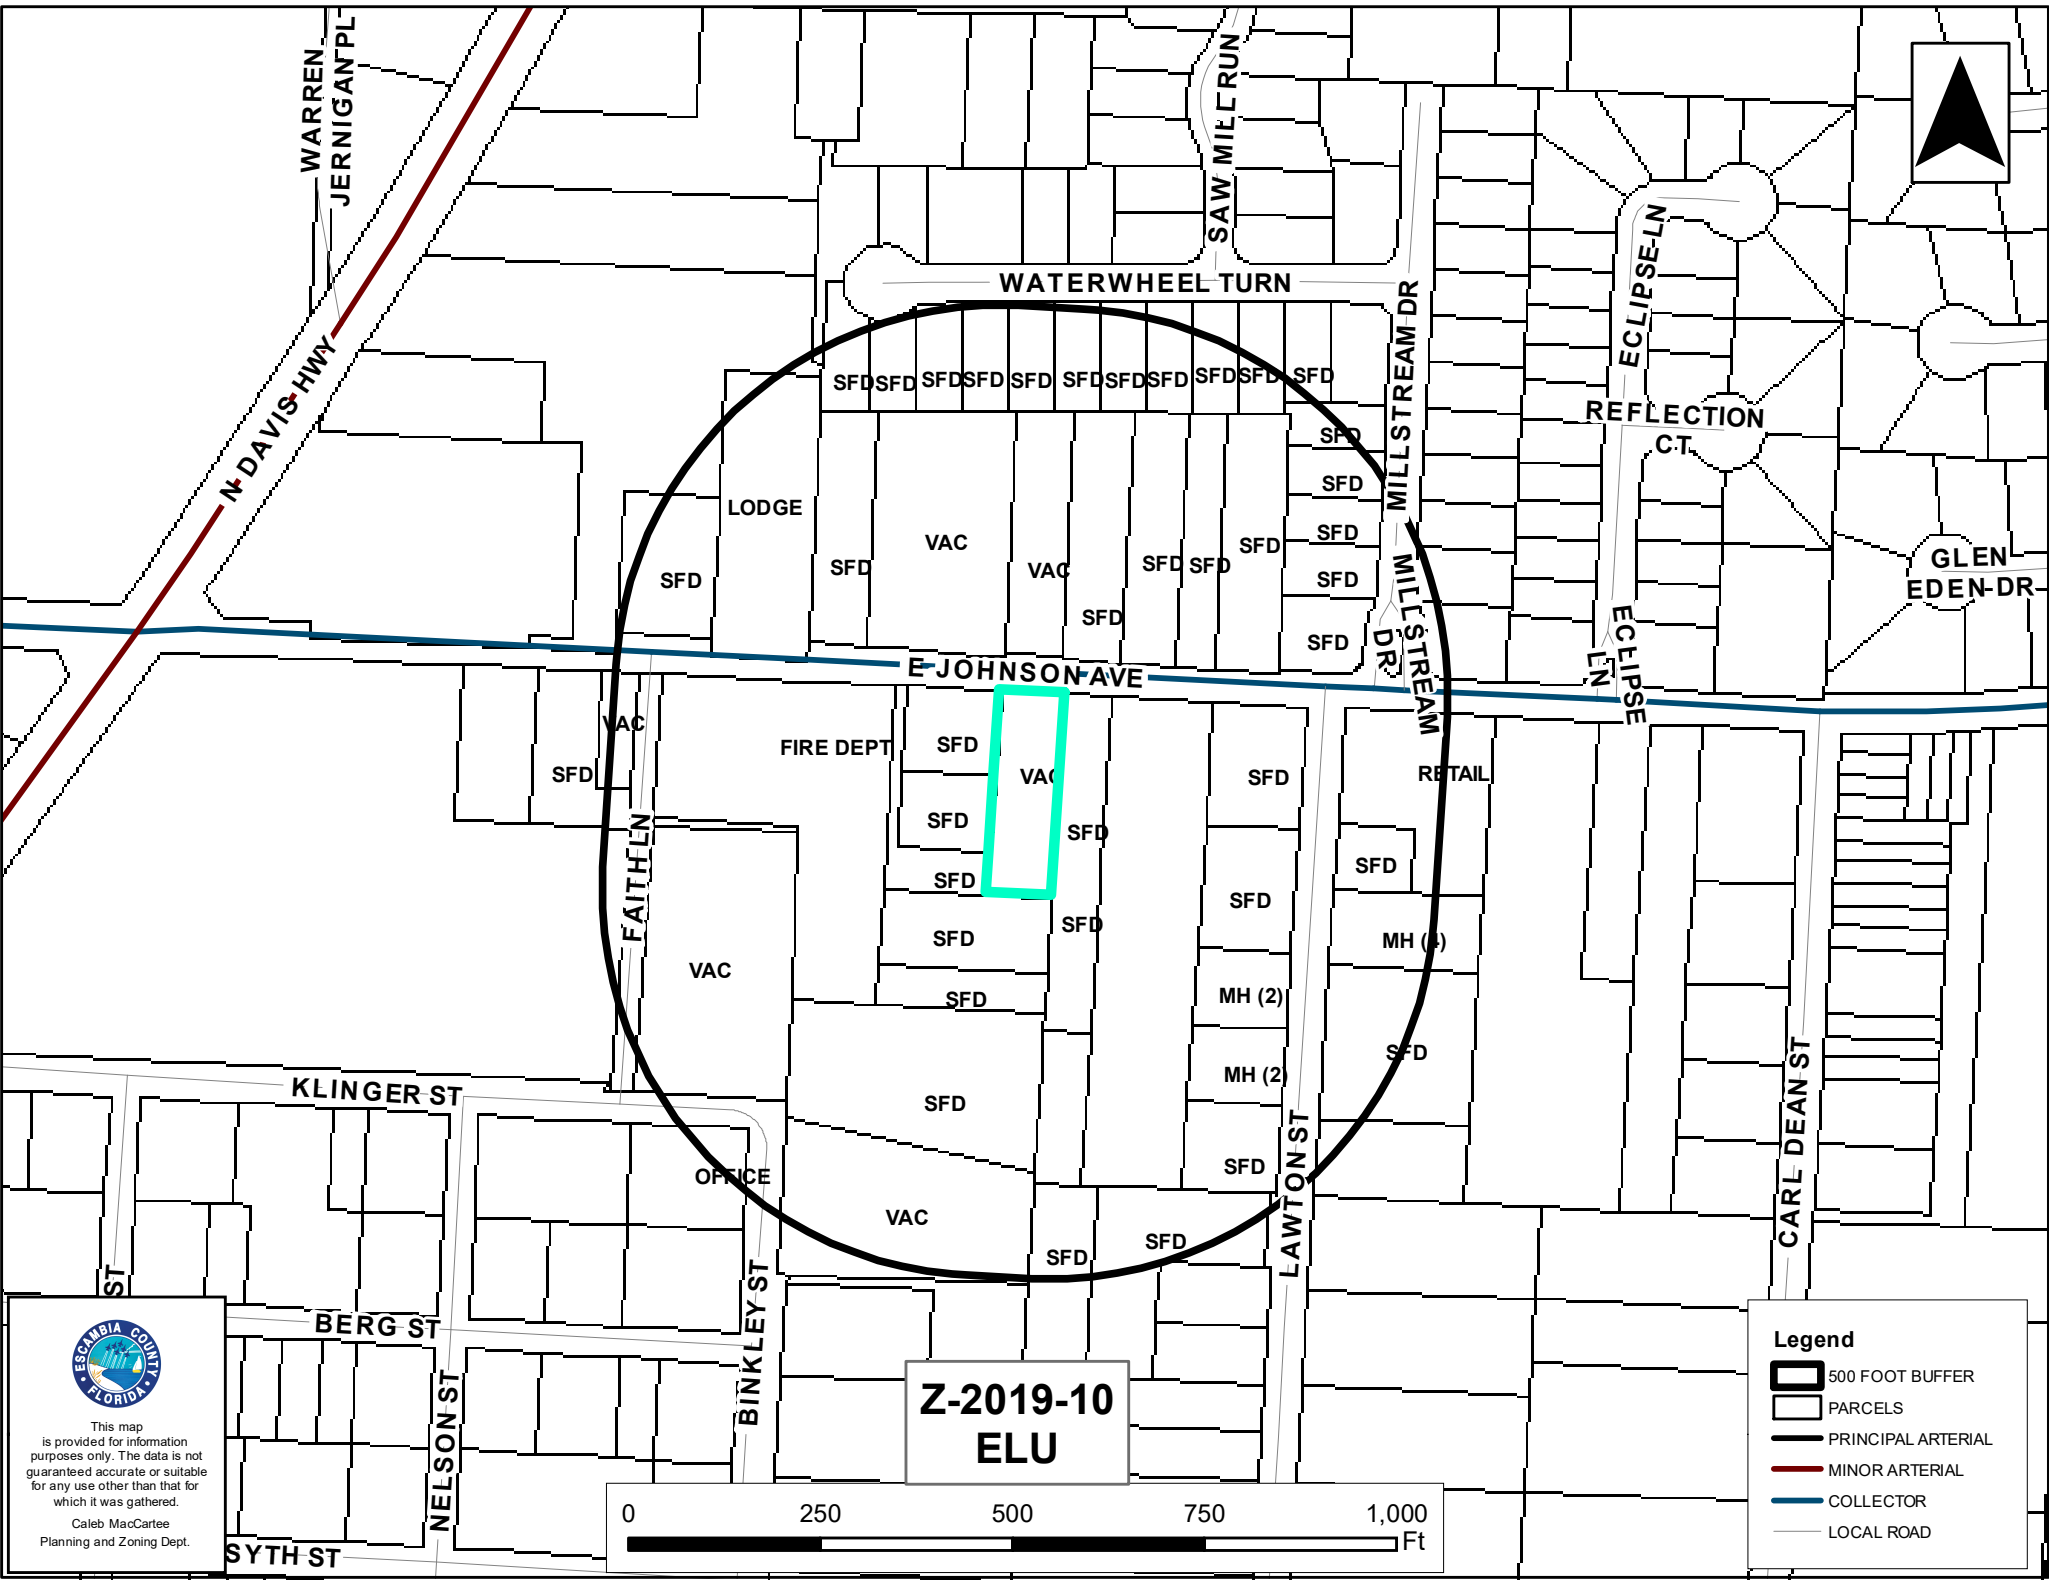 WARREN
JERNIGAN PL
SAW MILL RUN
WATERWHEEL TURN
MILLSTREAM DR
ECLIPSE LN
N DAVIS HWY
REFLECTION
CT
SFD SFD SFD SFD SFD SFD SFD SFD SFD SFD SFD
SFD
SFD
LODGE
VAC
SFD
SFD
SFD
SFD
SFD
SFD
VAC
SFD
SFD
SFD
SFD
GLEN
EDEN DR
MILLSTREAM
DR
ECLIPSE
LN
E JOHNSON AVE
VAC
SFD
FIRE DEPT
SFD
VAC
SFD
RETAIL
SFD
SFD
SFD
SFD
SFD
SFD
SFD
SFD
MH (4)
FAITH LN
VAC
SFD
MH (2)
SFD
MH (2)
KLINGER ST
SFD
SFD
OFFICE
VAC
SFD
SFD
LAWTON ST
CARL DEAN ST
ST
BERG ST
BINKLEY ST
NELSON ST
SYTH ST
ESCAMBIA COUNTY
FLORIDA
This map
is provided for information
purposes only. The data is not
guaranteed accurate or suitable
for any use other than that for
which it was gathered.
Caleb MacCartee
Planning and Zoning Dept.
Z-2019-10
ELU
0 250 500 750 1,000
Ft
Legend
500 FOOT BUFFER
PARCELS
PRINCIPAL ARTERIAL
MINOR ARTERIAL
COLLECTOR
LOCAL ROAD